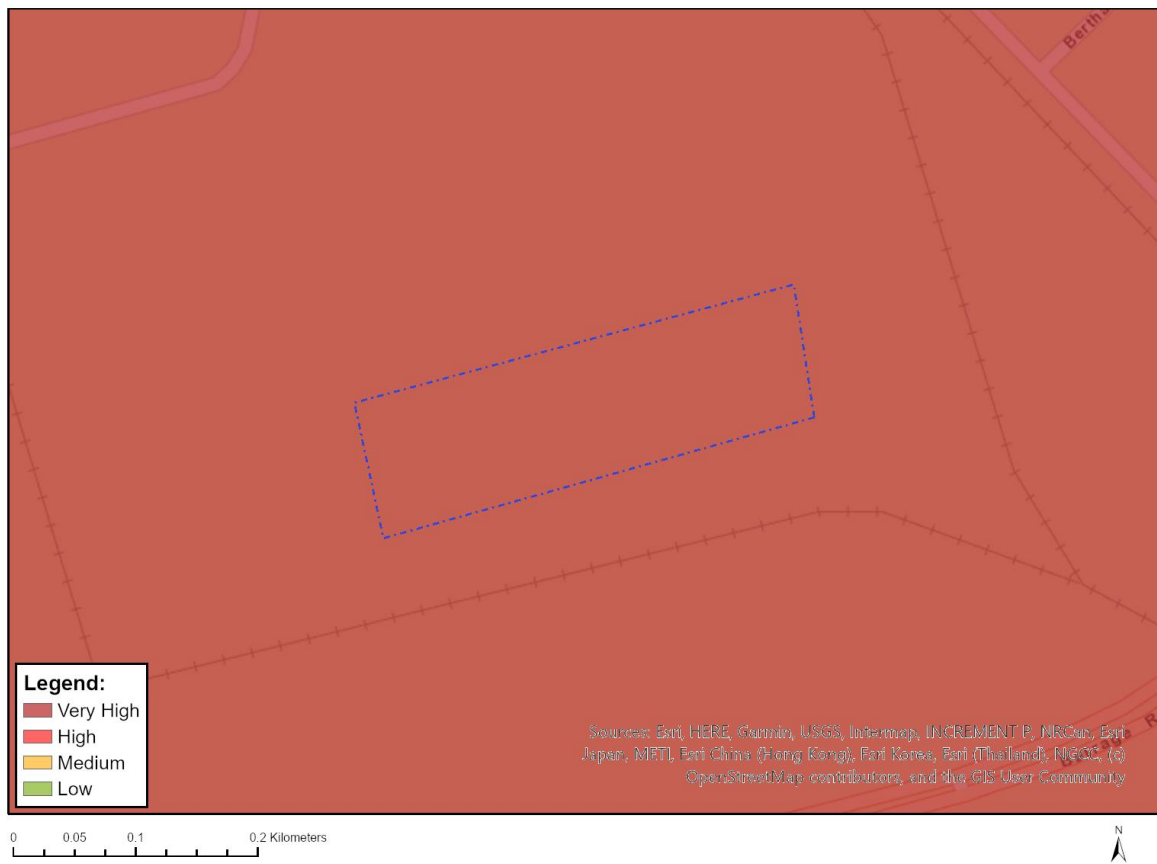 Bertha
Legend:
Very High
High
Medium
Low
Sources: Esri, HERE, Garmin, USGS, Intermap, INCREMENT P, NRCan, Esri
Japan, METI, Esri China (Hong Kong), Esri Korea, Esri (Thailand), NGCC, (c)
OpenStreetMap contributors, and the GIS User Community
0 0.05 0.1 0.2 Kilometers
N